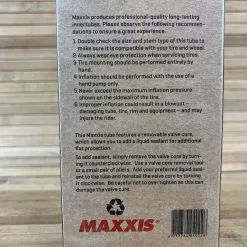 Maxxis produces professional-quality long-lasting
innertubes. Please observe the following recommen-
dations to ensure a great experience.
1 Double check the size and stem type of this tube to
make sure it is compatible with your tire and wheel.
2 Always wear eye protection when servicing tires.
3 Tire mounting should be performed entirely by
hand.
4 Inflation should be performed with the use of a
hand pump only.
5 Never exceed the maximum inflation pressure
shown on the sidewall of the tire.
6 Improper inflation could result in a blowout -
damaging tube, tire, rim and equipment - and may
injure the rider.
This Maxxis tube features a removable valve core,
which allows you to add a liquid sealant for additional
flat protection.
To add sealant, simply remove the valve core by turn-
ing it counterclockwise. Use a valve core removal tool
or a small pair of pliers. Add your preferred liquid seal-
ant to the tube and reinstall the valve core by turning
it clockwise. Be careful not to over tighten as this can
damage the valve core.
MAXXIS